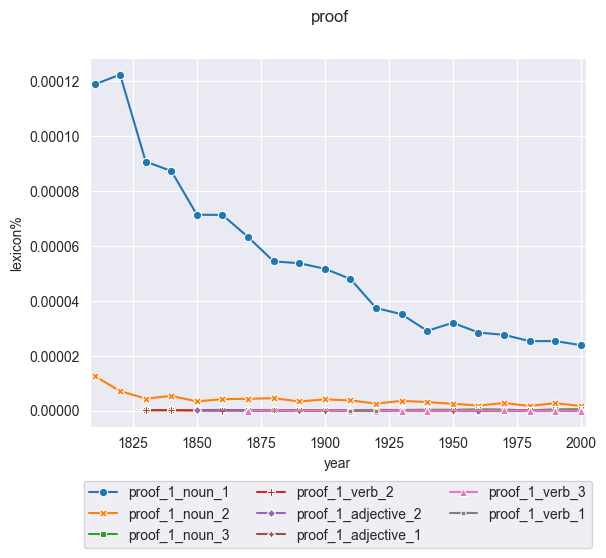 proof
0.00012
0.00010
0.00008
0.00006
0.00004
0.00002
0.00000
lexicon%
1825 1850 1875 1900 1925 1950 1975 2000
year
proof_1_noun_1 proof_1_verb_2 proof_1_verb_3
proof_1_noun_2 proof_1_adjective_2 proof_1_verb_1
proof_1_noun_3 proof_1_adjective_1